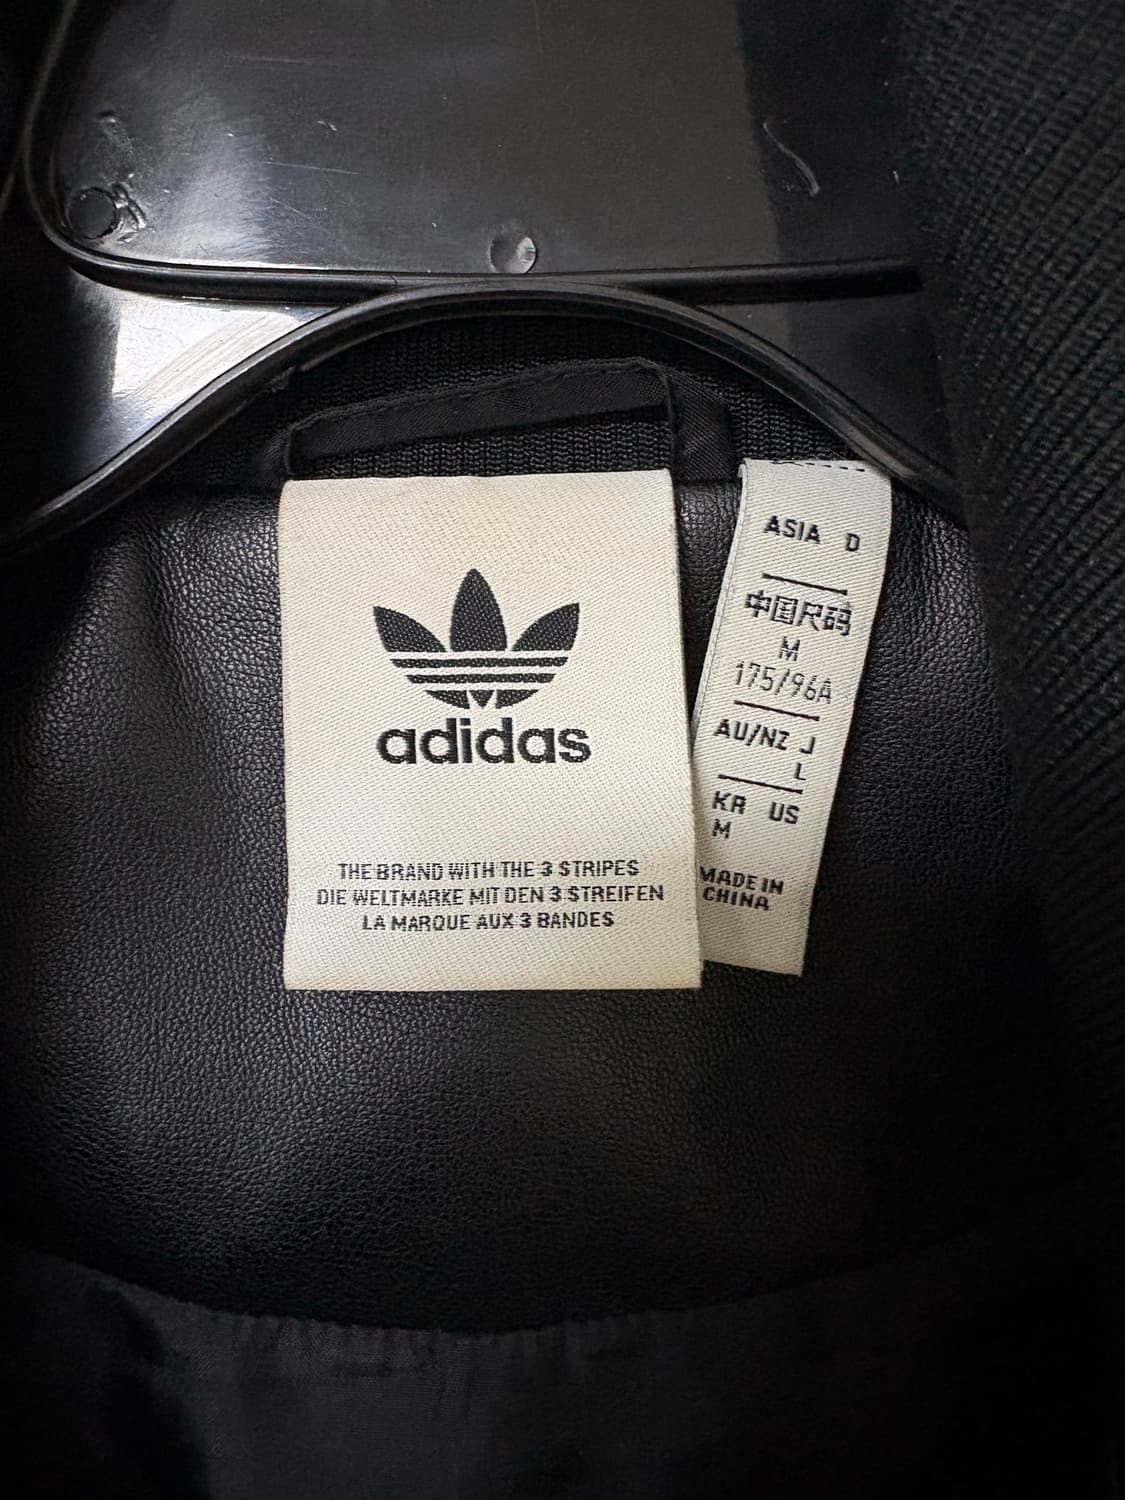 adidas
THE BRAND WITH THE 3 STRIPES
DIE WELTMARKE MIT DEN 3 STREIFEN
LA MARQUE AUX 3 BANDES
ASIA D
中国尺码
M
175/96A
AU/NZ J
L
KR US
M
MADE IN
CHINA